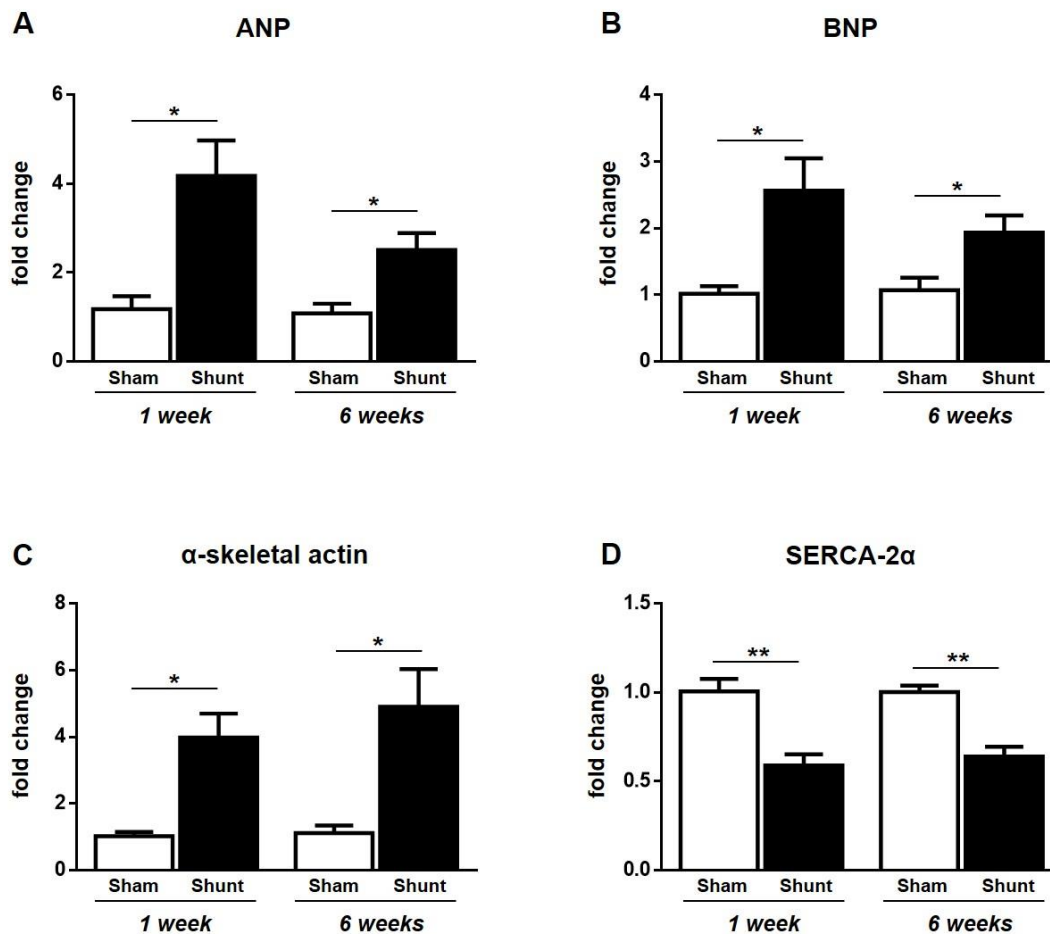 A
ANP
fold change
6
4
2
0
*
*
Sham Shunt Sham Shunt
1 week 6 weeks
B
BNP
fold change
4
3
2
1
0
*
*
Sham Shunt Sham Shunt
1 week 6 weeks
C
α-skeletal actin
fold change
8
6
4
2
0
*
*
Sham Shunt Sham Shunt
1 week 6 weeks
D
SERCA-2α
fold change
1.5
1.0
0.5
0.0
**
**
Sham Shunt Sham Shunt
1 week 6 weeks